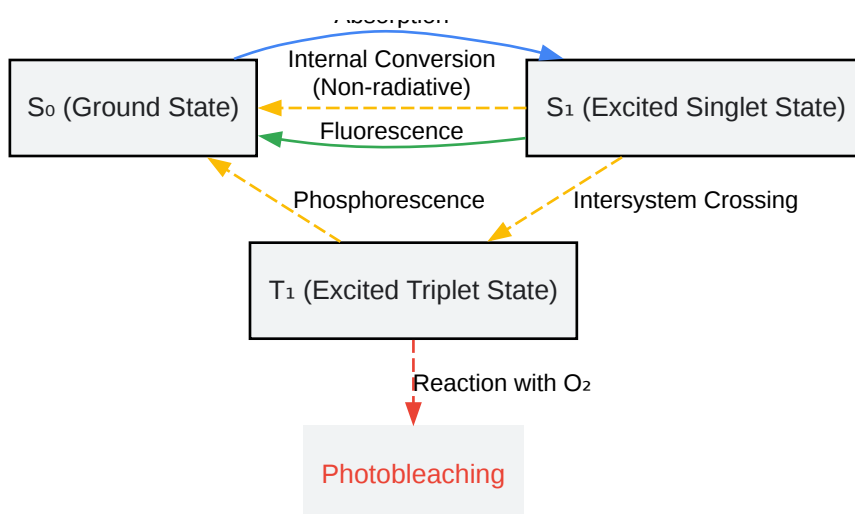 Absorption
Internal Conversion
(Non-radiative)
S₀ (Ground State)
S₁ (Excited Singlet State)
Fluorescence
Phosphorescence
Intersystem Crossing
T₁ (Excited Triplet State)
Reaction with O₂
Photobleaching